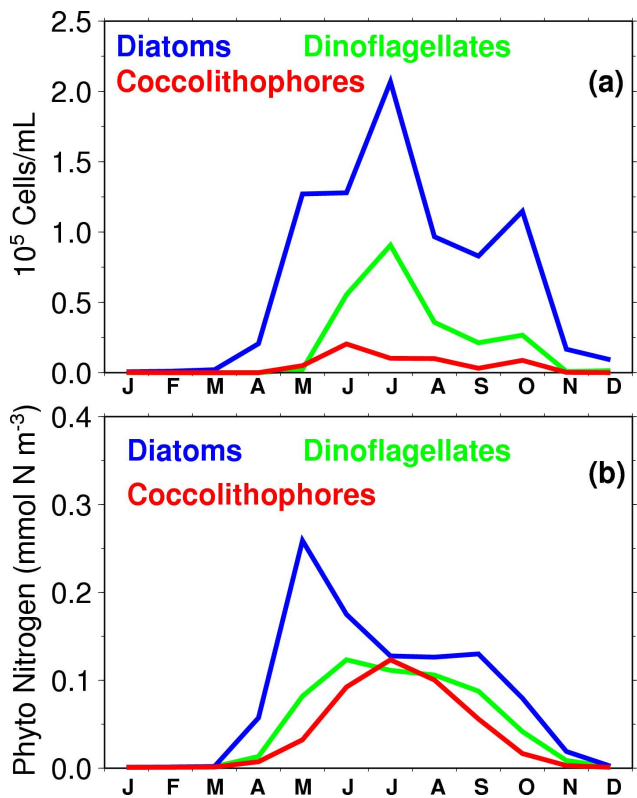 2.5
Diatoms Dinoflagellates
Coccolithophores (a)
2.0
1.5
10⁵ Cells/mL
1.0
0.5
0.0
J F M A M J J A S O N D
0.4
Diatoms Dinoflagellates
Coccolithophores (b)
0.3
Phyto Nitrogen (mmol N m⁻³)
0.2
0.1
0.0
J F M A M J J A S O N D